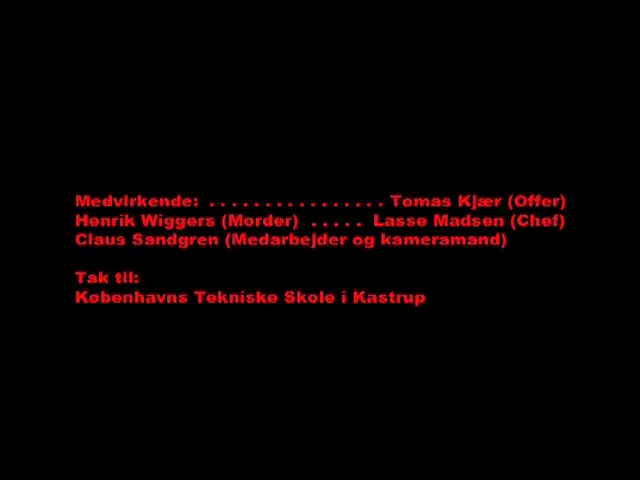 Medvirkende: . . . . . . . . . . . . . . . . Tomas Kjær (Offer)
Henrik Wiggers (Morder) . . . . . Lasse Madsen (Chef)
Claus Sandgren (Medarbejder og kameramand)
Tak til:
Københavns Tekniske Skole i Kastrup